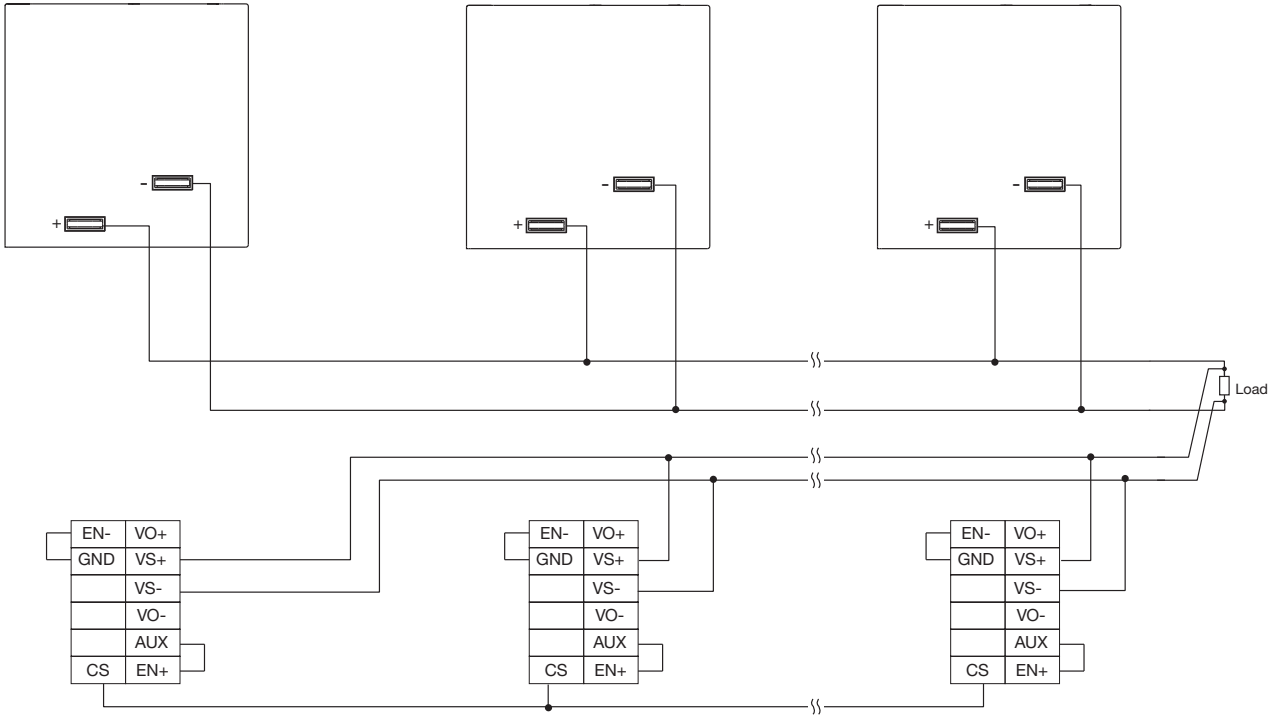 -
+
-
+
-
+
Load
EN- VO+
GND VS+
VS-
VO-
AUX
CS EN+
EN- VO+
GND VS+
VS-
VO-
AUX
CS EN+
EN- VO+
GND VS+
VS-
VO-
AUX
CS EN+